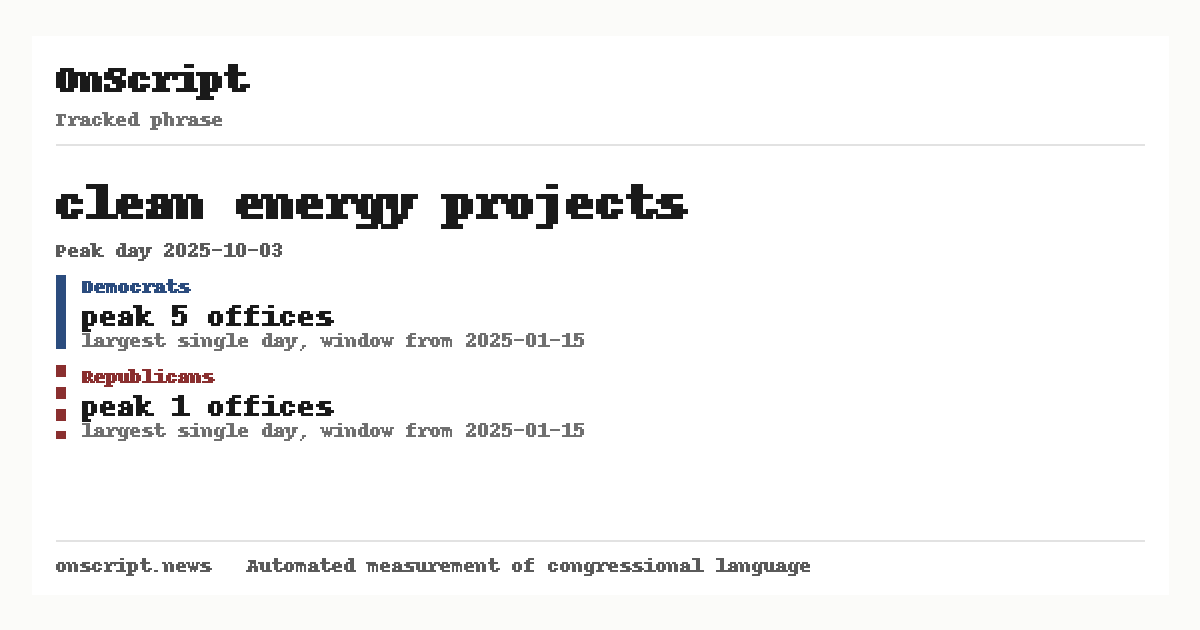 OnScript
Tracked phrase
clean energy projects
Peak day 2025-10-03
Democrats
peak 5 offices
largest single day, window from 2025-01-15
Republicans
peak 1 offices
largest single day, window from 2025-01-15
onscript.news Automated measurement of congressional language